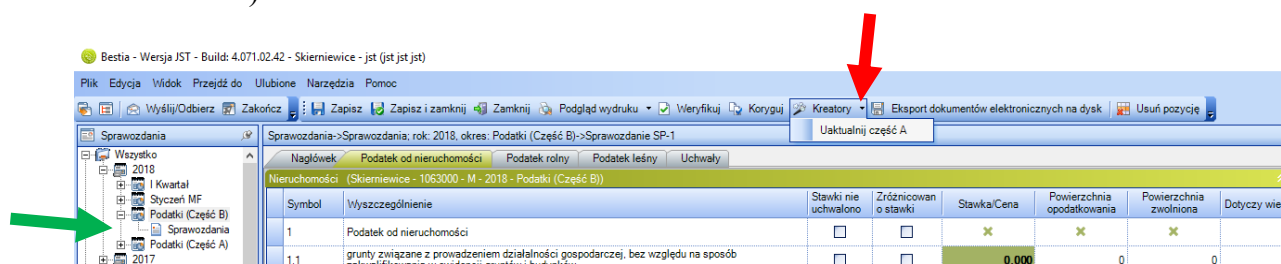 Bestia - Wersja JST - Build: 4.071.02.42 - Skierniewice - jst (jst jst jst)
Plik Edycja Widok Przejdź do Ulubione Narzędzia Pomoc
Wyślij/Odbierz Zakończ Zapisz Zapisz i zamknij Zamknij Podgląd wydruku Weryfikuj Koryguj Kreatory Eksport dokumentów elektronicznych na dysk Usuń pozycję
Uaktualnij część A
Sprawozdania
Sprawozdania->Sprawozdania; rok: 2018, okres: Podatki (Część B)->Sprawozdanie SP-1
Wszystko
2018
I Kwartał
Styczeń MF
Podatki (Część B)
Sprawozdania
Podatki (Część A)
2017
Nagłówek Podatek od nieruchomości Podatek rolny Podatek leśny Uchwały
Nieruchomości (Skierniewice - 1063000 - M - 2018 - Podatki (Część B))
Symbol Wyszczególnienie Stawki nie uchwalono Zróżnicowan o stawki Stawka/Cena Powierzchnia opodatkowania Powierzchnia zwolniona Dotyczy wie
1 Podatek od nieruchomości
1.1 grunty związane z prowadzeniem działalności gospodarczej, bez względu na sposób 0,000 0 0